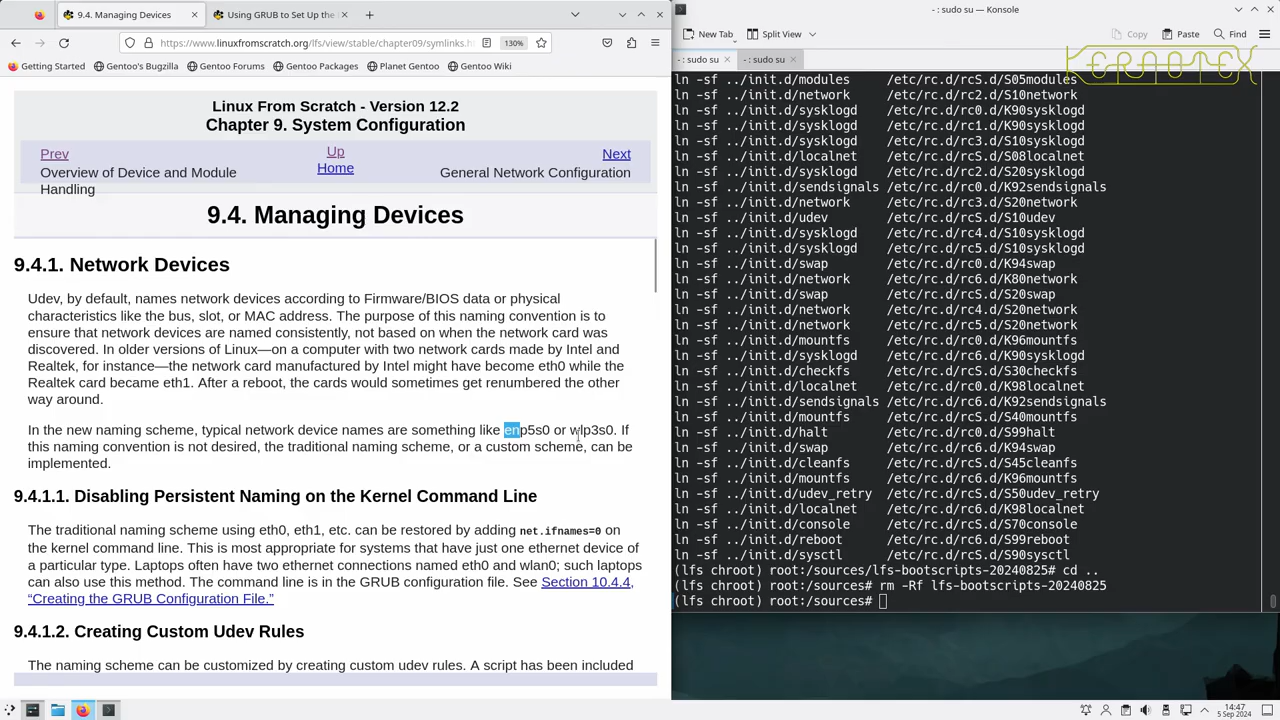 9.4. Managing Devices
Using GRUB to Set Up the
https://www.linuxfromscratch.org/lfs/view/stable/chapter09/symlinks.h
130%
Getting Started
Gentoo's Bugzilla
Gentoo Forums
Gentoo Packages
Planet Gentoo
Gentoo Wiki
Linux From Scratch - Version 12.2
Chapter 9. System Configuration
Prev
Up
Next
Overview of Device and Module
Handling
Home
General Network Configuration
9.4. Managing Devices
9.4.1. Network Devices
Udev, by default, names network devices according to Firmware/BIOS data or physical
characteristics like the bus, slot, or MAC address. The purpose of this naming convention is to
ensure that network devices are named consistently, not based on when the network card was
discovered. In older versions of Linux—on a computer with two network cards made by Intel and
Realtek, for instance—the network card manufactured by Intel might have become eth0 while the
Realtek card became eth1. After a reboot, the cards would sometimes get renumbered the other
way around.
In the new naming scheme, typical network device names are something like enp5s0 or wlp3s0. If
this naming convention is not desired, the traditional naming scheme, or a custom scheme, can be
implemented.
9.4.1.1. Disabling Persistent Naming on the Kernel Command Line
The traditional naming scheme using eth0, eth1, etc. can be restored by adding net.ifnames=0 on
the kernel command line. This is most appropriate for systems that have just one ethernet device of
a particular type. Laptops often have two ethernet connections named eth0 and wlan0; such laptops
can also use this method. The command line is in the GRUB configuration file. See Section 10.4.4,
“Creating the GRUB Configuration File.”
9.4.1.2. Creating Custom Udev Rules
The naming scheme can be customized by creating custom udev rules. A script has been included
- : sudo su — Konsole
New Tab
Split View
Copy
Paste
Find
- : sudo su
- : sudo su
KERNOTEX
ln -sf ../init.d/modules /etc/rc.d/rcS.d/S05modules
ln -sf ../init.d/network /etc/rc.d/rc2.d/S10network
ln -sf ../init.d/sysklogd /etc/rc.d/rc0.d/K90sysklogd
ln -sf ../init.d/sysklogd /etc/rc.d/rc1.d/K90sysklogd
ln -sf ../init.d/sysklogd /etc/rc.d/rc3.d/S10sysklogd
ln -sf ../init.d/localnet /etc/rc.d/rcS.d/S08localnet
ln -sf ../init.d/sysklogd /etc/rc.d/rc2.d/S20sysklogd
ln -sf ../init.d/sendsignals /etc/rc.d/rc0.d/K92sendsignals
ln -sf ../init.d/network /etc/rc.d/rc3.d/S20network
ln -sf ../init.d/udev /etc/rc.d/rcS.d/S10udev
ln -sf ../init.d/sysklogd /etc/rc.d/rc4.d/S10sysklogd
ln -sf ../init.d/sysklogd /etc/rc.d/rc5.d/S10sysklogd
ln -sf ../init.d/swap /etc/rc.d/rc0.d/K94swap
ln -sf ../init.d/network /etc/rc.d/rc6.d/K80network
ln -sf ../init.d/swap /etc/rc.d/rcS.d/S20swap
ln -sf ../init.d/network /etc/rc.d/rc4.d/S20network
ln -sf ../init.d/network /etc/rc.d/rc5.d/S20network
ln -sf ../init.d/mountfs /etc/rc.d/rc0.d/K96mountfs
ln -sf ../init.d/sysklogd /etc/rc.d/rc6.d/K90sysklogd
ln -sf ../init.d/checkfs /etc/rc.d/rcS.d/S30checkfs
ln -sf ../init.d/localnet /etc/rc.d/rc0.d/K98localnet
ln -sf ../init.d/sendsignals /etc/rc.d/rc6.d/K92sendsignals
ln -sf ../init.d/mountfs /etc/rc.d/rcS.d/S40mountfs
ln -sf ../init.d/halt /etc/rc.d/rc0.d/S99halt
ln -sf ../init.d/swap /etc/rc.d/rc6.d/K94swap
ln -sf ../init.d/cleanfs /etc/rc.d/rcS.d/S45cleanfs
ln -sf ../init.d/mountfs /etc/rc.d/rc6.d/K96mountfs
ln -sf ../init.d/udev_retry /etc/rc.d/rcS.d/S50udev_retry
ln -sf ../init.d/localnet /etc/rc.d/rc6.d/K98localnet
ln -sf ../init.d/console /etc/rc.d/rcS.d/S70console
ln -sf ../init.d/reboot /etc/rc.d/rc6.d/S99reboot
ln -sf ../init.d/sysctl /etc/rc.d/rcS.d/S90sysctl
(lfs chroot) root:/sources/lfs-bootscripts-20240825# cd ..
(lfs chroot) root:/sources# rm -Rf lfs-bootscripts-20240825
(lfs chroot) root:/sources#
14:47
5 Sep 2024